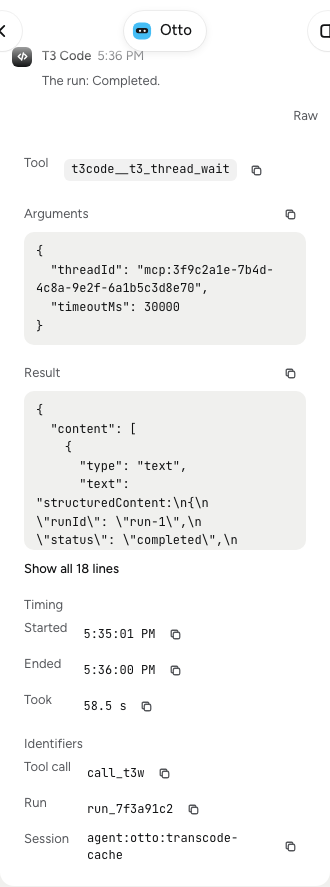 Otto
T3 Code 5:36 PM
The run: Completed.
Raw
Tool t3code__t3_thread_wait
Arguments
{
"threadId": "mcp:3f9c2a1e-7b4d-
4c8a-9e2f-6a1b5c3d8e70",
"timeoutMs": 30000
}
Result
{
"content": [
{
"type": "text",
"text":
"structuredContent:\n{\n
\"runId\": \"run-1\",\n
\"status\": \"completed\",\n
Show all 18 lines
Timing
Started 5:35:01 PM
Ended 5:36:00 PM
Took 58.5 s
Identifiers
Tool call call_t3w
Run run_7f3a91c2
Session agent:otto:transcode-
cache